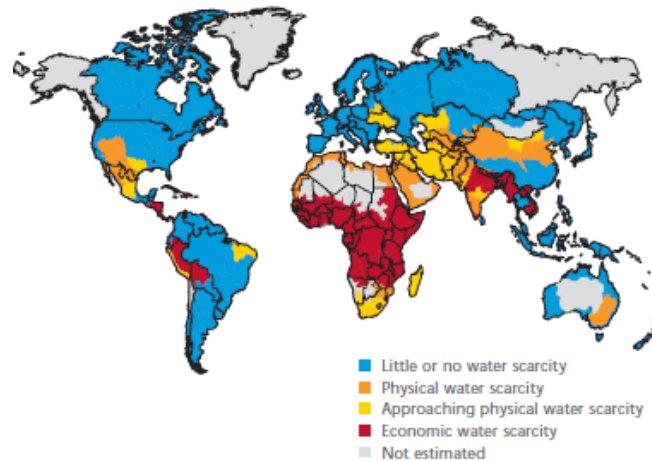 Little or no water scarcity
Physical water scarcity
Approaching physical water scarcity
Economic water scarcity
Not estimated